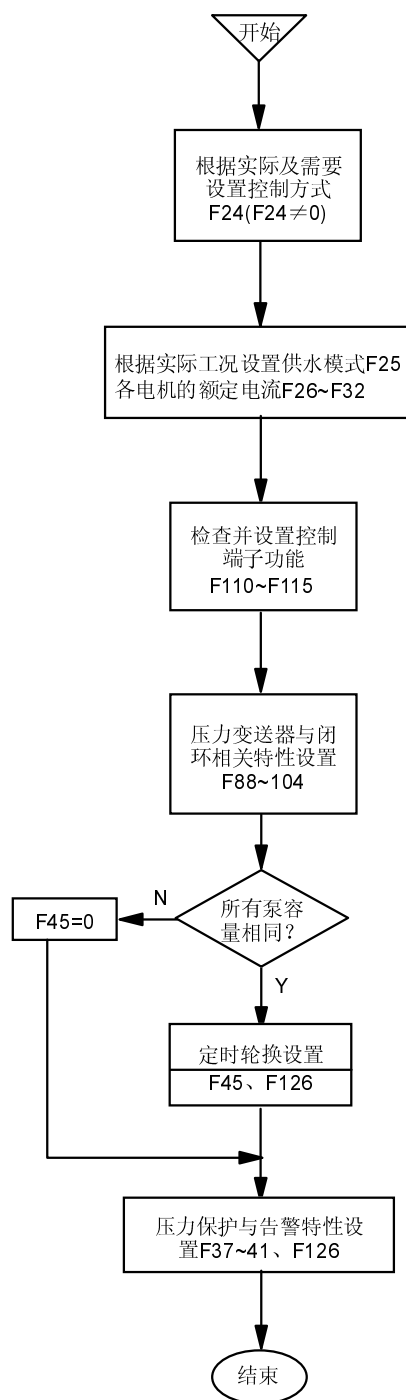 开始
根据实际及需要
设置控制方式
F24(F24≠0)
根据实际工况设置供水模式F25
各电机的额定电流F26~F32
检查并设置控制
端子功能
F110~F115
压力变送器与闭
环相关特性设置
F88~104
所有泵容
量相同？
N
F45=0
Y
定时轮换设置
F45、F126
压力保护与告警特性设
置F37~41、F126
结束